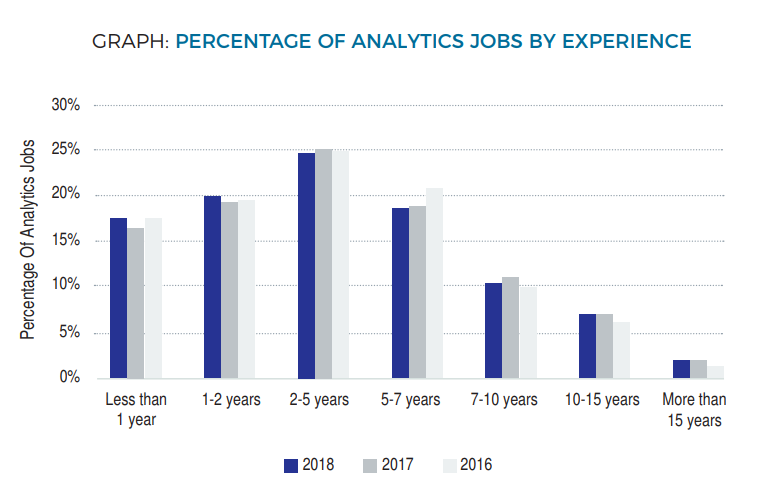 GRAPH: PERCENTAGE OF ANALYTICS JOBS BY EXPERIENCE
Percentage Of Analytics Jobs
30%
25%
20%
15%
10%
5%
0%
Less than
1 year
1-2 years
2-5 years
5-7 years
7-10 years
10-15 years
More than
15 years
2018
2017
2016